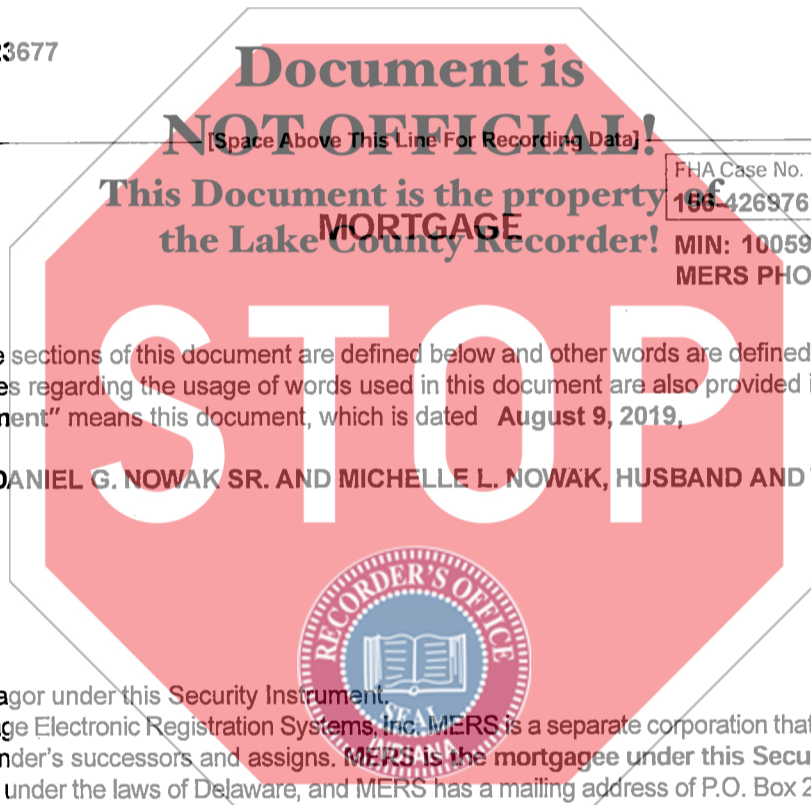 3677
Document is
NOT OFFICIAL!
[Space Above This Line For Recording Data]
FHA Case No.
This Document is the property of
156-426976
MORTGAGE
the Lake County Recorder!
MIN: 10059
MERS PHO
STOP
e sections of this document are defined below and other words are defined
es regarding the usage of words used in this document are also provided i
ment” means this document, which is dated August 9, 2019,
DANIEL G. NOWAK SR. AND MICHELLE L. NOWAK, HUSBAND AND
RECORDER'S OFFICE
SEAL
INDIANA
agor under this Security Instrument.
ge Electronic Registration Systems, Inc. MERS is a separate corporation that
nder's successors and assigns. MERS is the mortgagee under this Secu
under the laws of Delaware, and MERS has a mailing address of P.O. Box 2